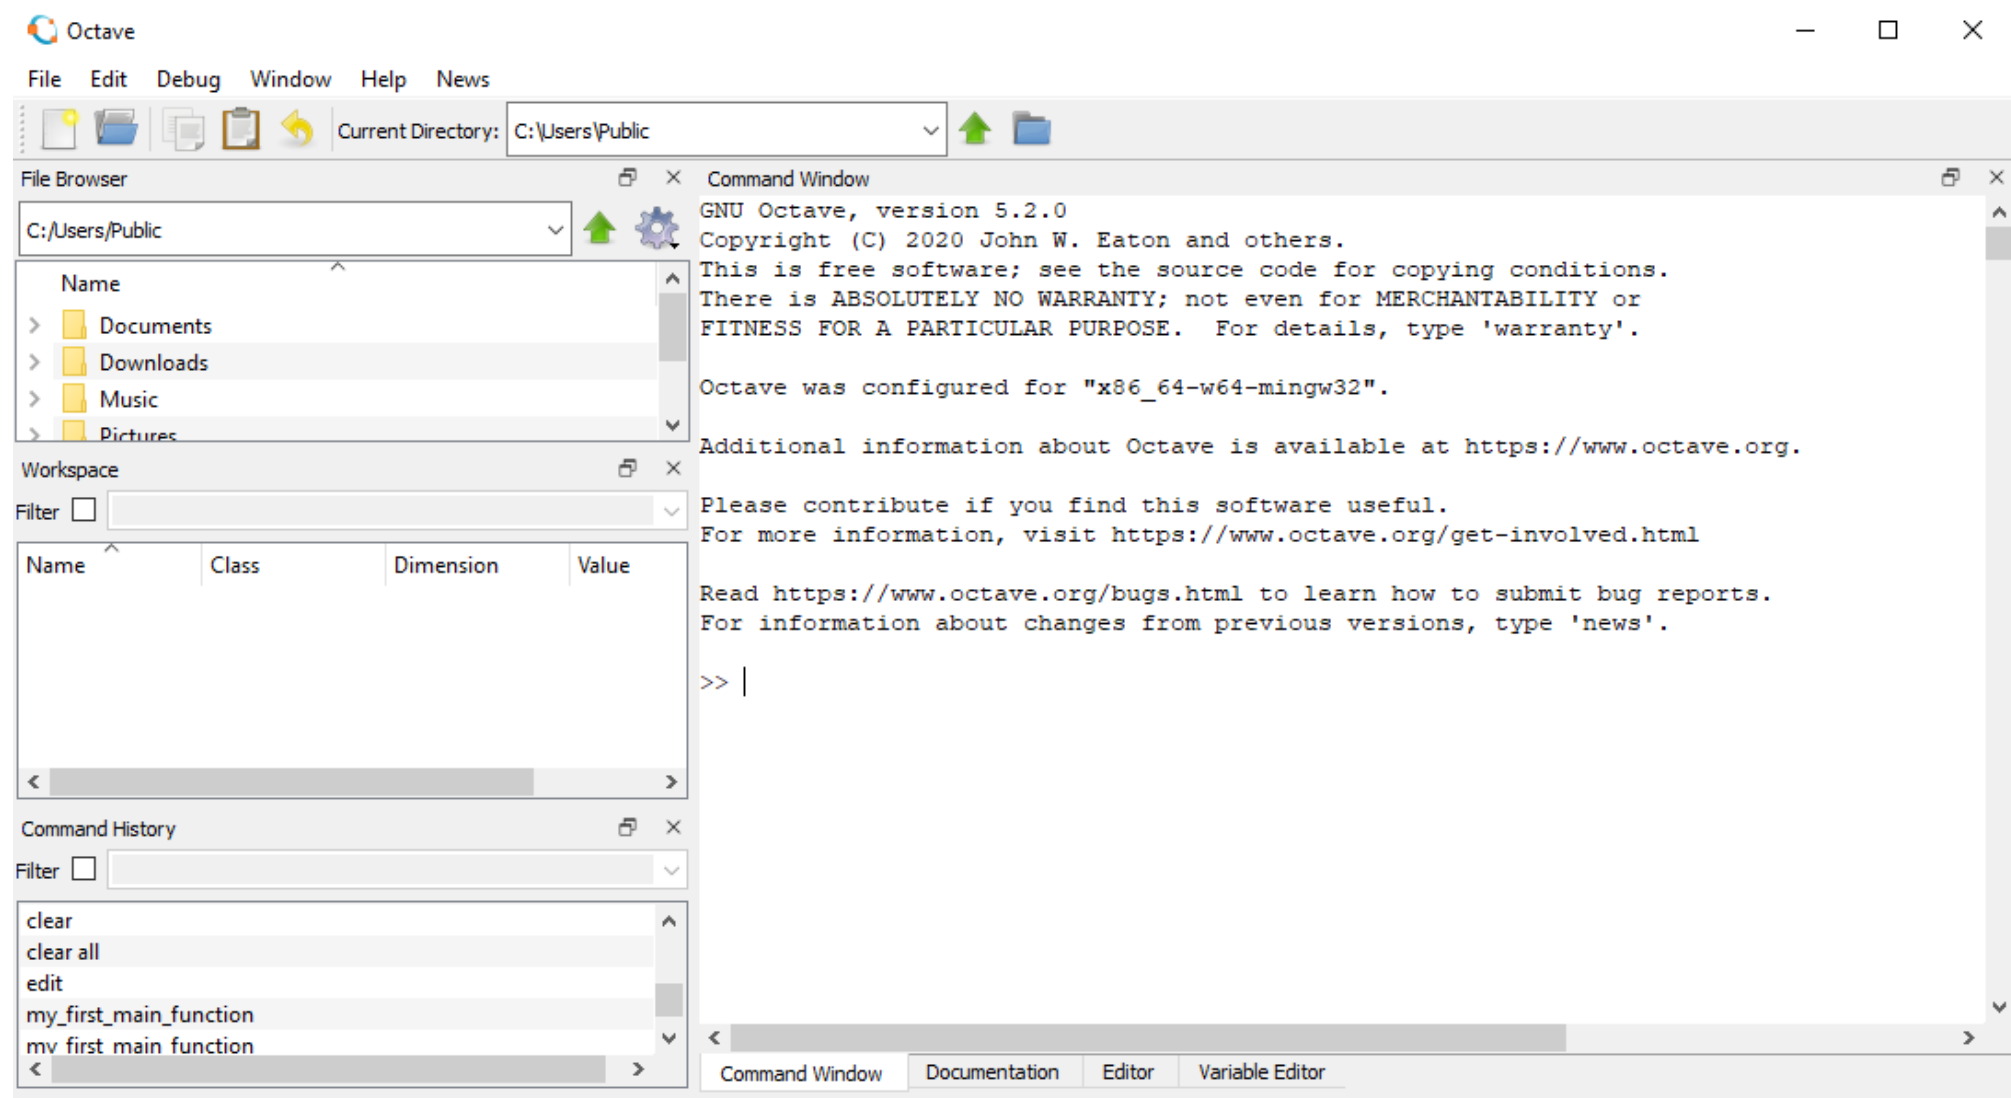 Octave
File Edit Debug Window Help News
Current Directory: C:\Users\Public
File Browser
C:/Users/Public
Name
Documents
Downloads
Music
Pictures
Workspace
Filter
Name Class Dimension Value
Command History
Filter
clear
clear all
edit
my_first_main_function
my_first_main_function
Command Window
GNU Octave, version 5.2.0
Copyright (C) 2020 John W. Eaton and others.
This is free software; see the source code for copying conditions.
There is ABSOLUTELY NO WARRANTY; not even for MERCHANTABILITY or
FITNESS FOR A PARTICULAR PURPOSE.  For details, type 'warranty'.
Octave was configured for "x86_64-w64-mingw32".
Additional information about Octave is available at https://www.octave.org.
Please contribute if you find this software useful.
For more information, visit https://www.octave.org/get-involved.html
Read https://www.octave.org/bugs.html to learn how to submit bug reports.
For information about changes from previous versions, type 'news'.
>>
Command Window Documentation Editor Variable Editor